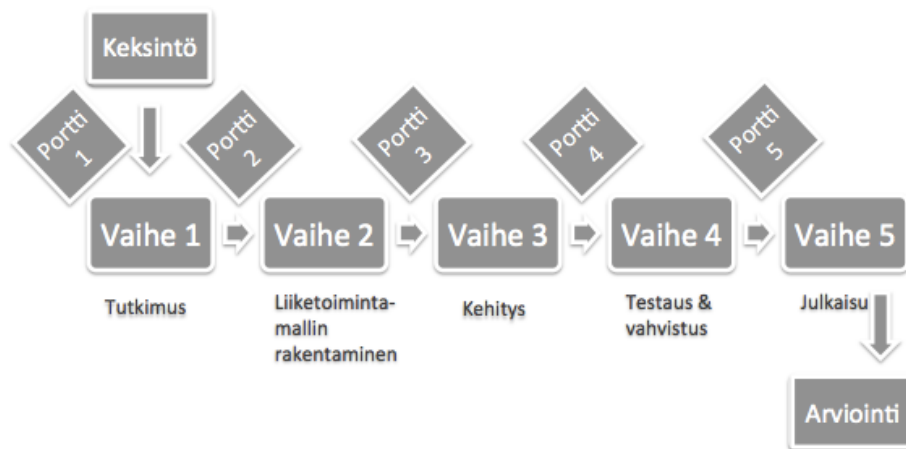 Keksintö
Portti
1
Portti
2
Portti
3
Portti
4
Portti
5
Vaihe 1
Vaihe 2
Vaihe 3
Vaihe 4
Vaihe 5
Tutkimus
Liiketoiminta-
mallin
rakentaminen
Kehitys
Testaus &
vahvistus
Julkaisu
Arviointi